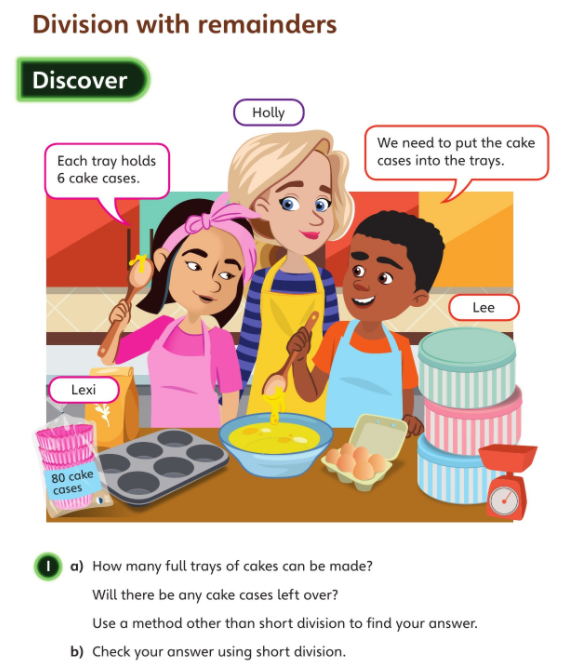 Division with remainders
Discover
Holly
Each tray holds
6 cake cases.
We need to put the cake
cases into the trays.
Lee
Lexi
80 cake
cases
1 a) How many full trays of cakes can be made?
Will there be any cake cases left over?
Use a method other than short division to find your answer.
b) Check your answer using short division.